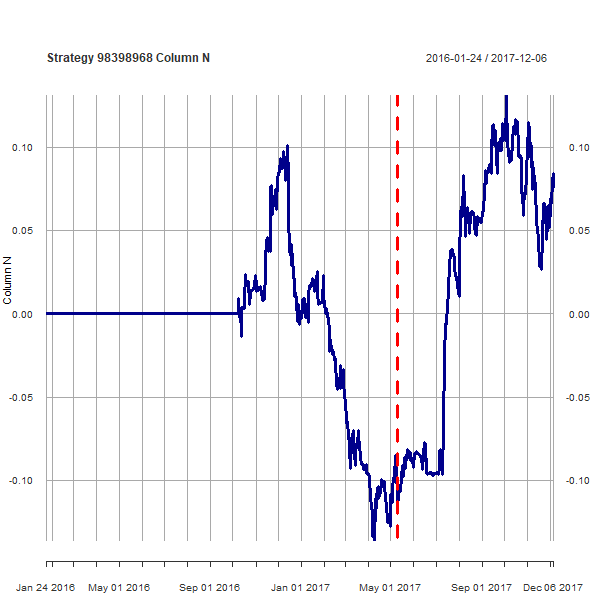 Strategy 98398968 Column N 2016-01-24 / 2017-12-06
0.10 0.10
0.05 0.05
Column N
0.00 0.00
-0.05 -0.05
-0.10 -0.10
Jan 24 2016 May 01 2016 Sep 01 2016 Jan 01 2017 May 01 2017 Sep 01 2017 Dec 06 2017